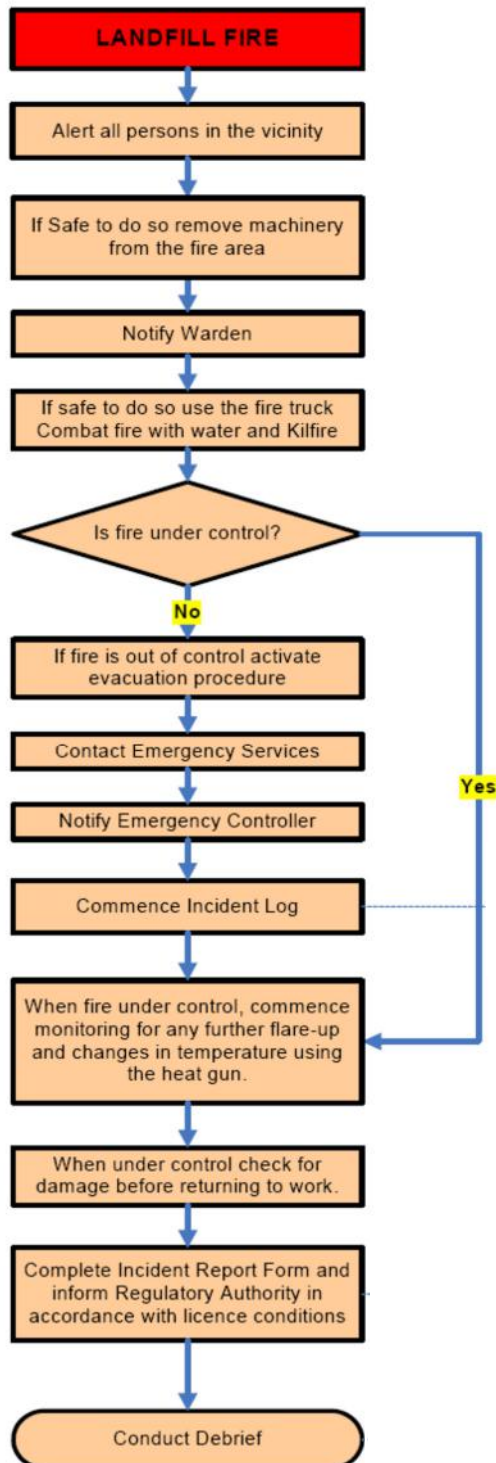 LANDFILL FIRE
Alert all persons in the vicinity
If Safe to do so remove machinery
from the fire area
Notify Warden
If safe to do so use the fire truck
Combat fire with water and Kilfire
Is fire under control?
No
If fire is out of control activate
evacuation procedure
Contact Emergency Services
Yes
Notify Emergency Controller
Commence Incident Log
When fire under control, commence
monitoring for any further flare-up
and changes in temperature using
the heat gun.
When under control check for
damage before returning to work.
Complete Incident Report Form and
inform Regulatory Authority in
accordance with licence conditions
Conduct Debrief